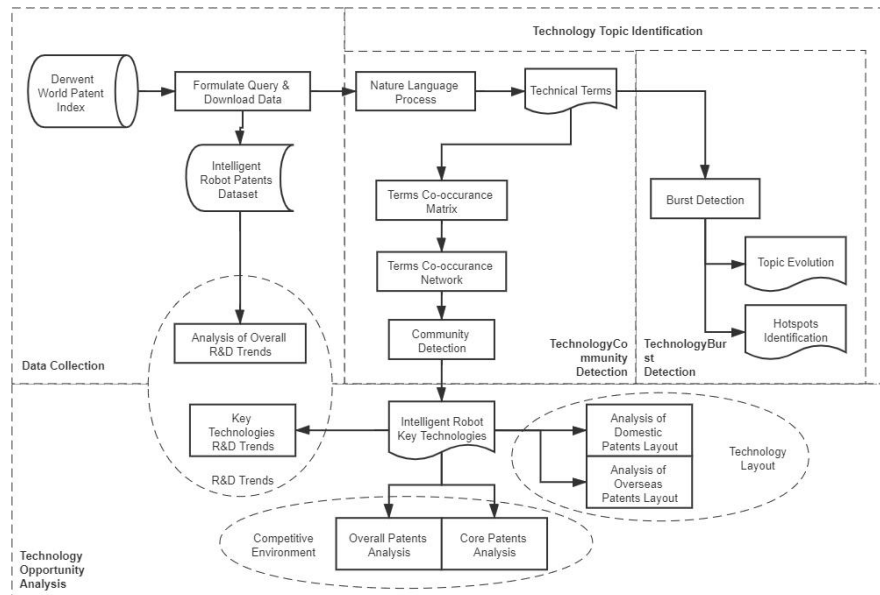 Technology Topic Identification
Derwent
World Patent
Index
Formulate Query &
Download Data
Nature Language
Process
Technical Terms
Intelligent
Robot Patents
Dataset
Terms Co-occurance
Matrix
Burst Detection
Terms Co-occurance
Network
Topic Evolution
Analysis of Overall
R&D Trends
Community
Detection
Hotspots
Identification
Data Collection
TechnologyCo
mmunity
Detection
TechnologyBur
st
Detection
Key
Technologies
R&D Trends
R&D Trends
Intelligent Robot
Key Technologies
Analysis of
Domestic
Patents Layout
Analysis of
Overseas
Patents Layout
Technology
Layout
Competitive
Environment
Overall Patents
Analysis
Core Patents
Analysis
Technology
Opportunity
Analysis